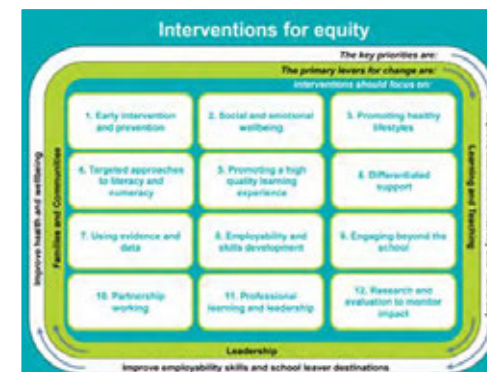 Interventions for equity
The key priorities are:
The primary levers for change are:
interventions should focus on:
1. Early intervention
and prevention
2. Social and emotional
wellbeing
3. Promoting healthy
lifestyles
4. Targeted approaches
to literacy and
numeracy
5. Promoting a high
quality learning
experience
6. Differentiated
support
7. Using evidence and
data
8. Employability and
skills development
9. Engaging beyond the
school
10. Partnership
working
11. Professional
learning and leadership
12. Research and
evaluation to monitor
impact
Improve health and wellbeing
Families and Communities
Learning and Teaching
Leadership
Improve employability skills and school leaver destinations